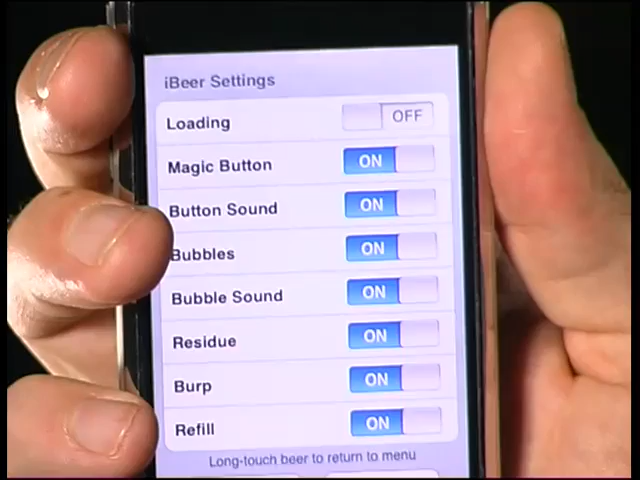 iBeer Settings
Loading OFF
Magic Button ON
Button Sound ON
Bubbles ON
Bubble Sound ON
Residue ON
Burp ON
Refill ON
Long-touch beer to return to menu